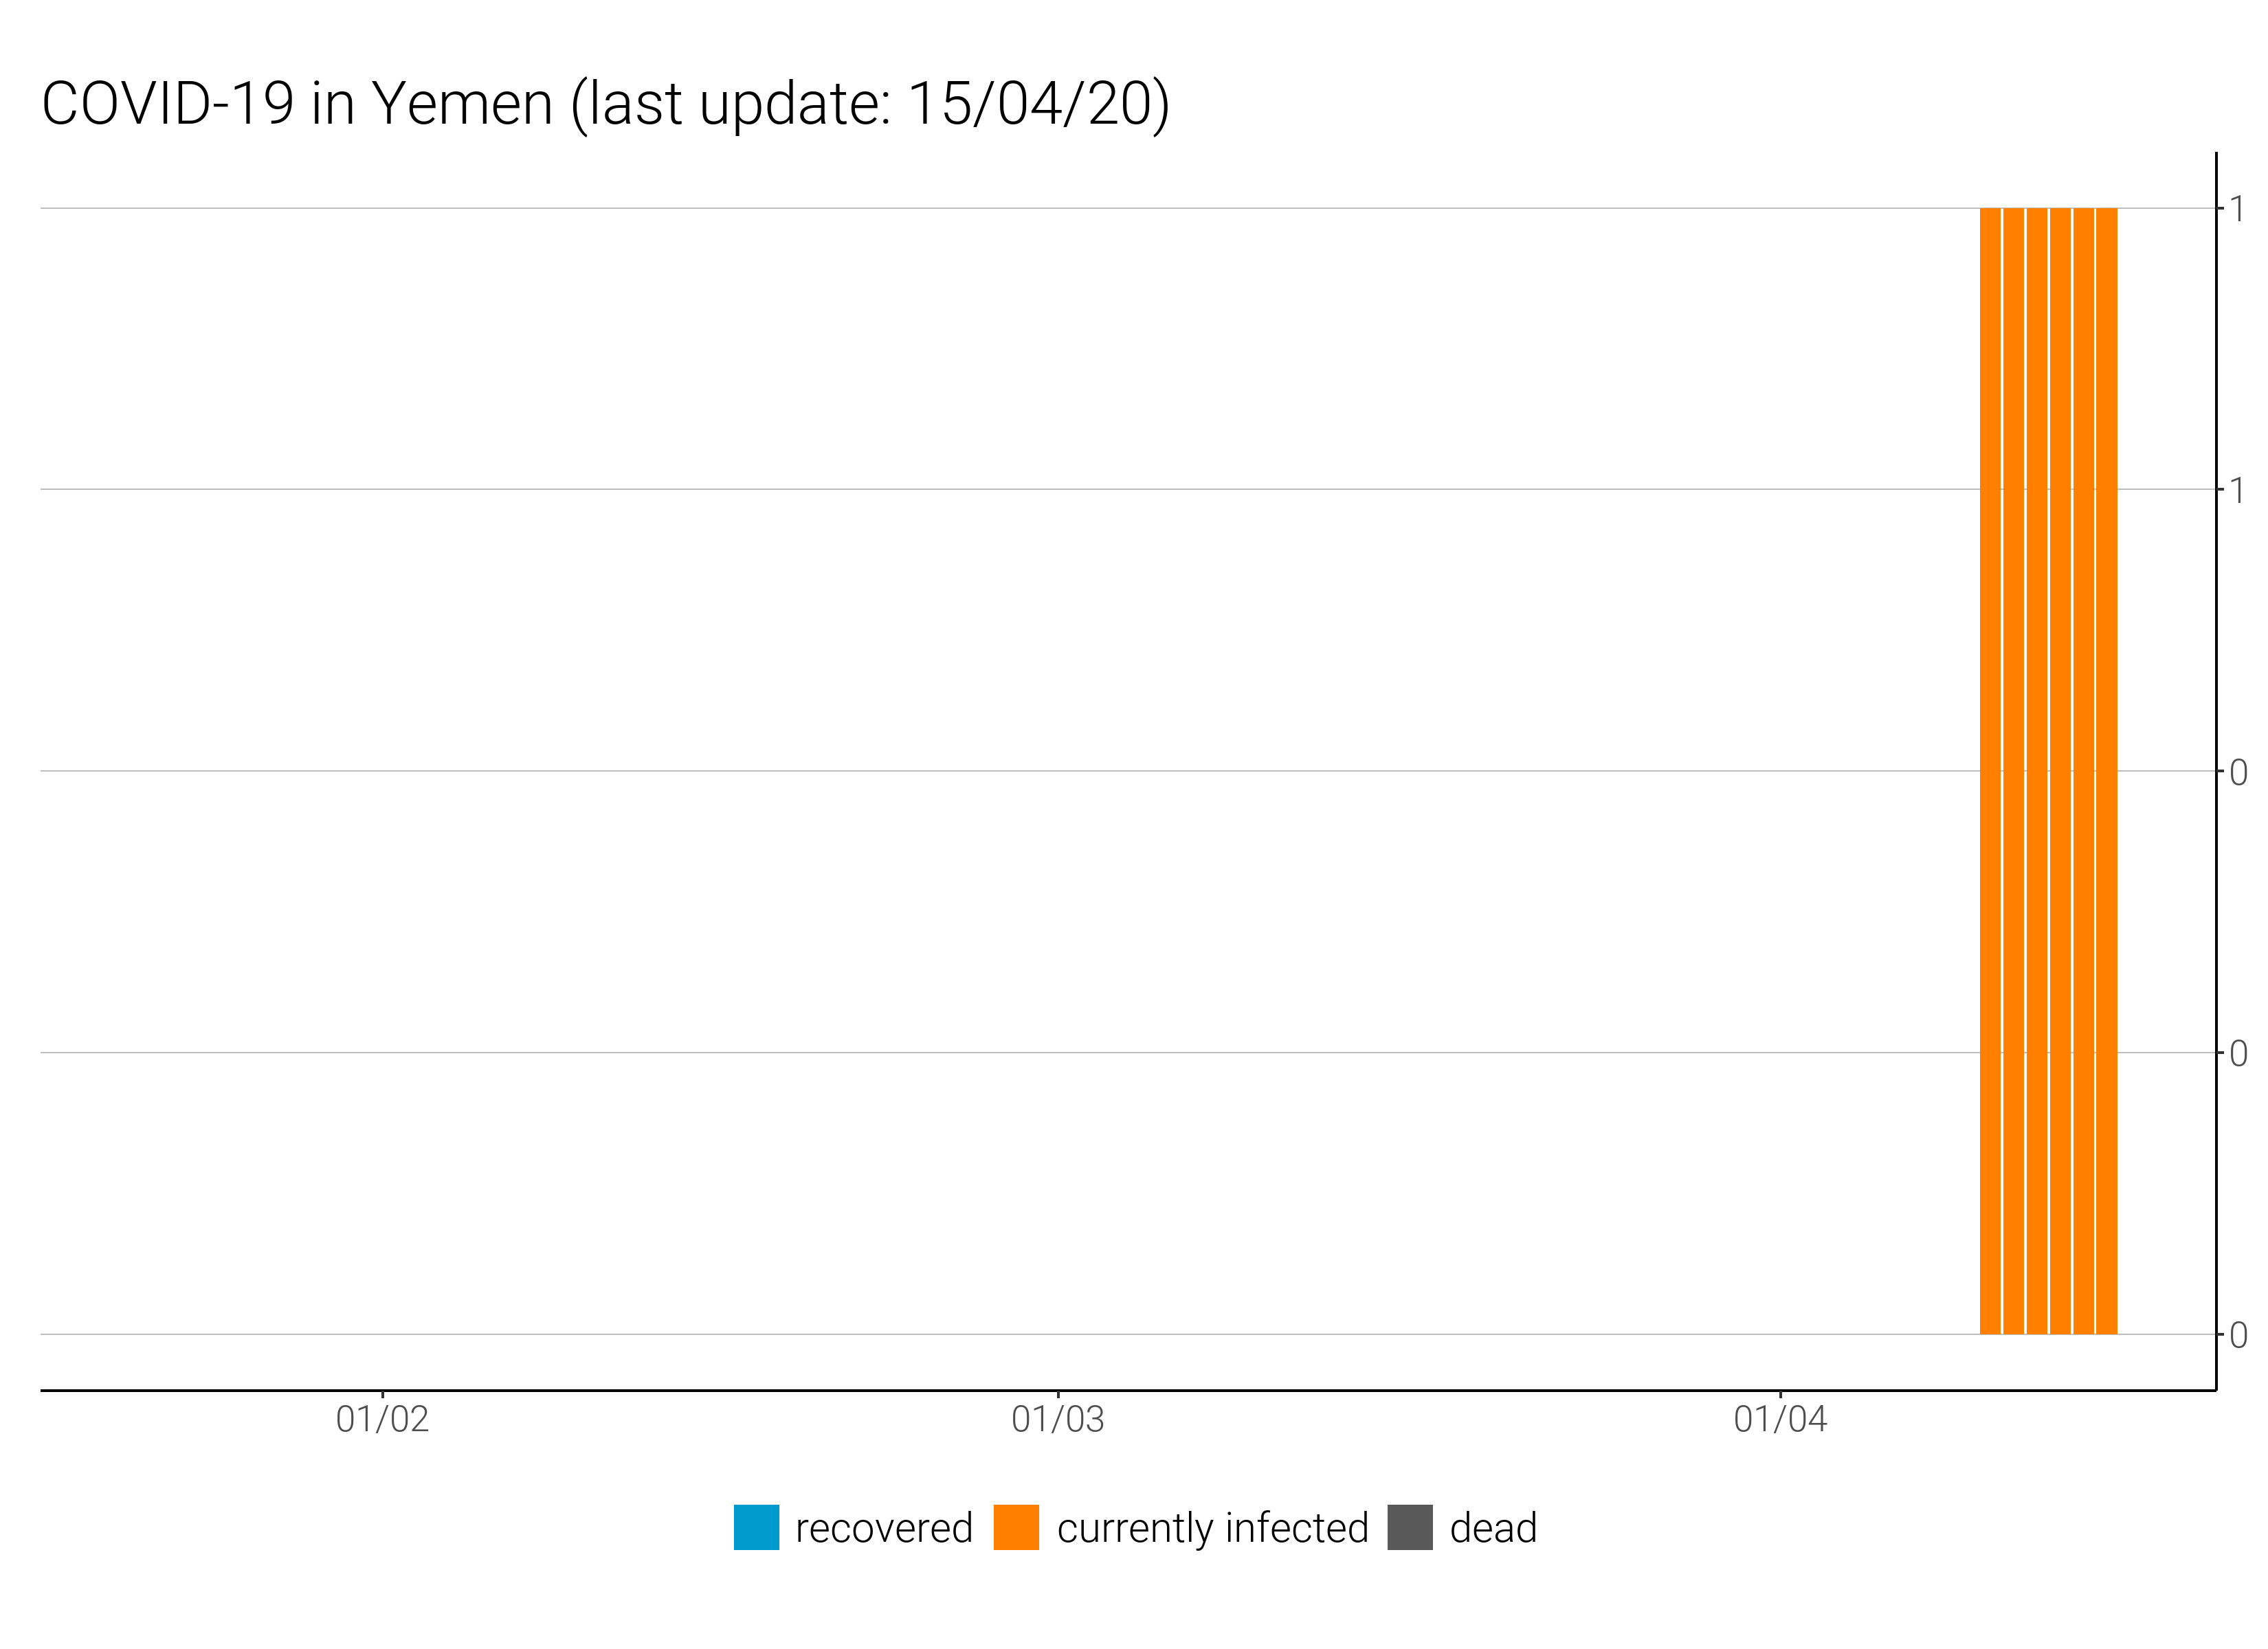 COVID-19 in Yemen (last update: 15/04/20)
1
1
0
0
0
01/02 01/03 01/04
recovered currently infected dead